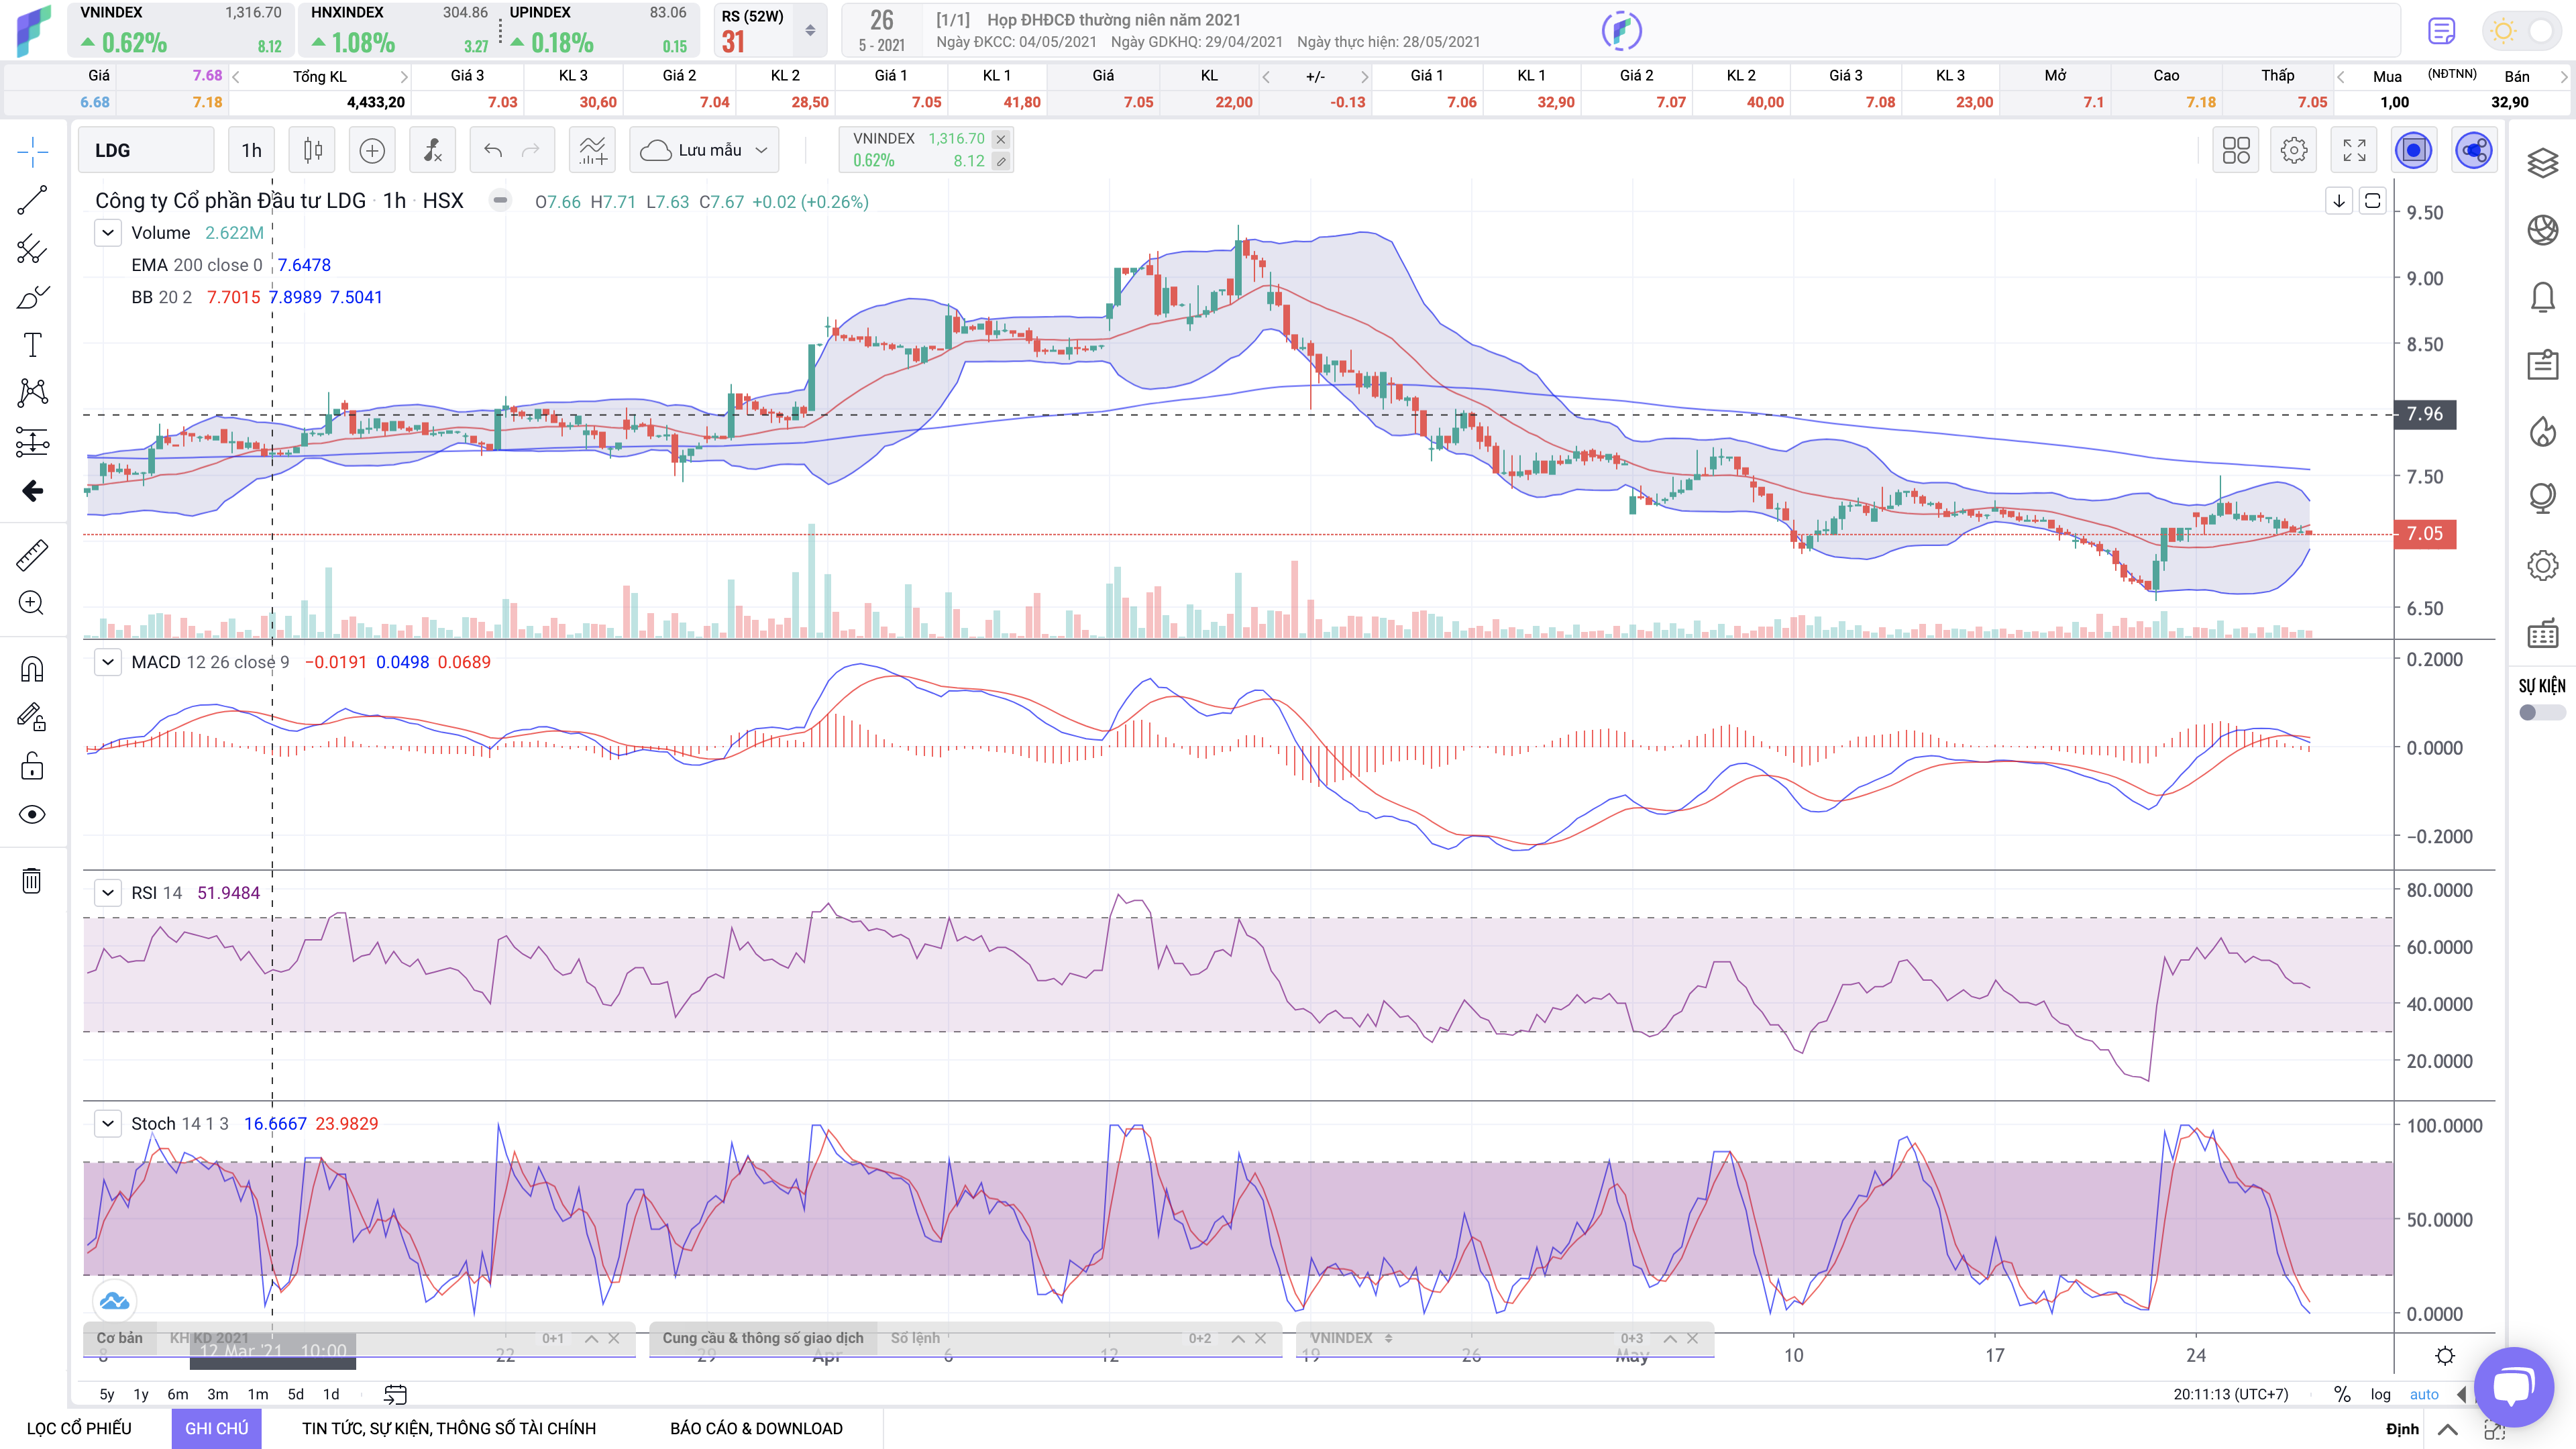 VNINDEX 1,316.70 HNXINDEX 304.86 UPINDEX 83.06 RS (52W) 26 [1/1] Họp ĐHĐCĐ thường niên năm 2021
0.62% 8.12 1.08% 3.27 0.18% 0.15 31 5 - 2021 Ngày ĐKCC: 04/05/2021 Ngày GDKHQ: 29/04/2021 Ngày thực hiện: 28/05/2021
Giá 7.68 Tổng KL Giá 3 KL 3 Giá 2 KL 2 Giá 1 KL 1 Giá KL +/- Giá 1 KL 1 Giá 2 KL 2 Giá 3 KL 3 Mở Cao Thấp Mua (NĐTNN) Bán
6.68 7.18 4,433,20 7.03 30,60 7.04 28,50 7.05 41,80 7.05 22,00 -0.13 7.06 32,90 7.07 40,00 7.08 23,00 7.1 7.18 7.05 1,00 32,90
LDG 1h Lưu mẫu
VNINDEX 1,316.70
0.62% 8.12
Công ty Cổ phần Đầu tư LDG · 1h · HSX O7.66 H7.71 L7.63 C7.67 +0.02 (+0.26%)
Volume 2.622M
EMA 200 close 0 7.6478
BB 20 2 7.7015 7.8989 7.5041
9.50
9.00
8.50
7.96
7.50
7.05
6.50
MACD 12 26 close 9 −0.0191 0.0498 0.0689
0.2000
0.0000
−0.2000
SỰ KIỆN
RSI 14 51.9484
80.0000
60.0000
40.0000
20.0000
Stoch 14 1 3 16.6667 23.9829
100.0000
50.0000
0.0000
Cơ bản KHKD 2021 0+1 Cung cầu & thông số giao dịch Sổ lệnh 0+2 VNINDEX 0+3
8 12 Mar '21 10:00 22 29 Apr 6 12 19 26 May 10 17 24
5y 1y 6m 3m 1m 5d 1d 20:11:13 (UTC+7) % log auto
LỌC CỔ PHIẾU GHI CHÚ TIN TỨC, SỰ KIỆN, THÔNG SỐ TÀI CHÍNH BÁO CÁO & DOWNLOAD Định